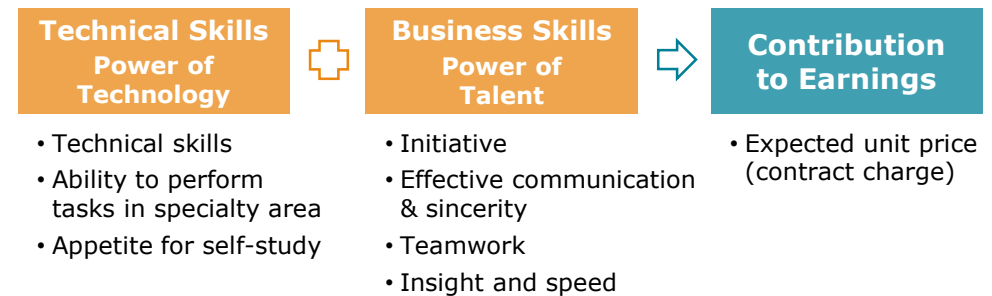 Technical Skills
Power of
Technology
• Technical skills
• Ability to perform
tasks in specialty area
• Appetite for self-study
Business Skills
Power of
Talent
• Initiative
• Effective communication
& sincerity
• Teamwork
• Insight and speed
Contribution
to Earnings
• Expected unit price
(contract charge)